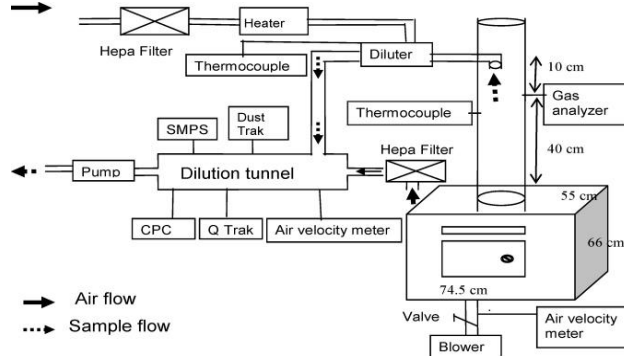 Hepa Filter
Heater
Diluter
Thermocouple
10 cm
Gas
analyzer
Thermocouple
40 cm
SMPS
Dust
Trak
Hepa Filter
Pump
Dilution tunnel
CPC
Q Trak
Air velocity meter
55 cm
66 cm
74.5 cm
Air flow
Sample flow
Valve
Air velocity
meter
Blower